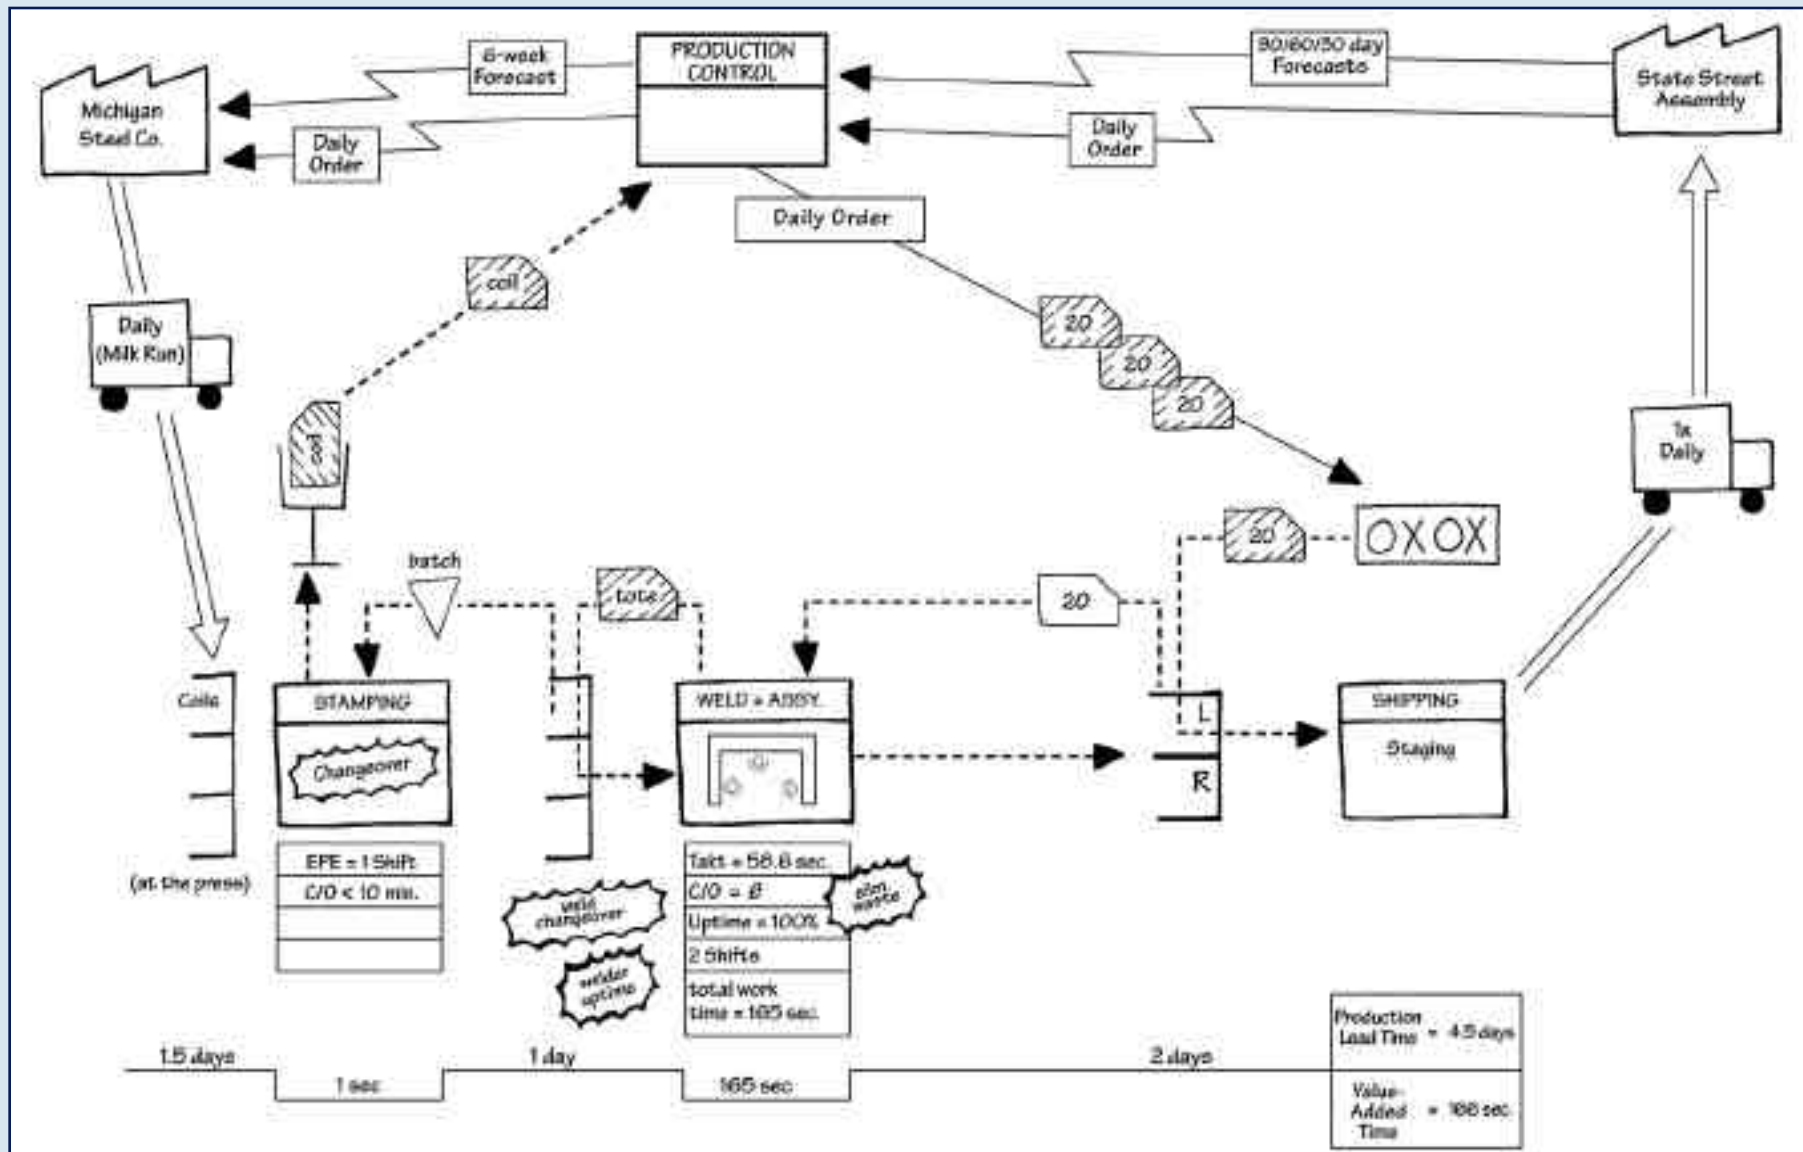 Michigan
Steel Co.
6-week
Forecast
Daily
Order
PRODUCTION
CONTROL
90/60/30 day
Forecasts
Daily
Order
State Street
Assembly
Daily Order
Daily
(Milk Run)
coil
coil
20
20
20
1x
Daily
OXOX
20
batch
tote
20
Coils
(at the press)
STAMPING
Changeover
EPE = 1 Shift
C/O < 10 min.
WELD + ASSY.
Takt = 58.6 sec.
C/O = Ø
Uptime = 100%
2 Shifts
total work
time = 165 sec.
weld
changeover
welder
uptime
elim.
waste
L
R
SHIPPING
Staging
1.5 days
1 sec
1 day
165 sec
2 days
Production
Lead Time = 4.5 days
Value-
Added = 166 sec.
Time